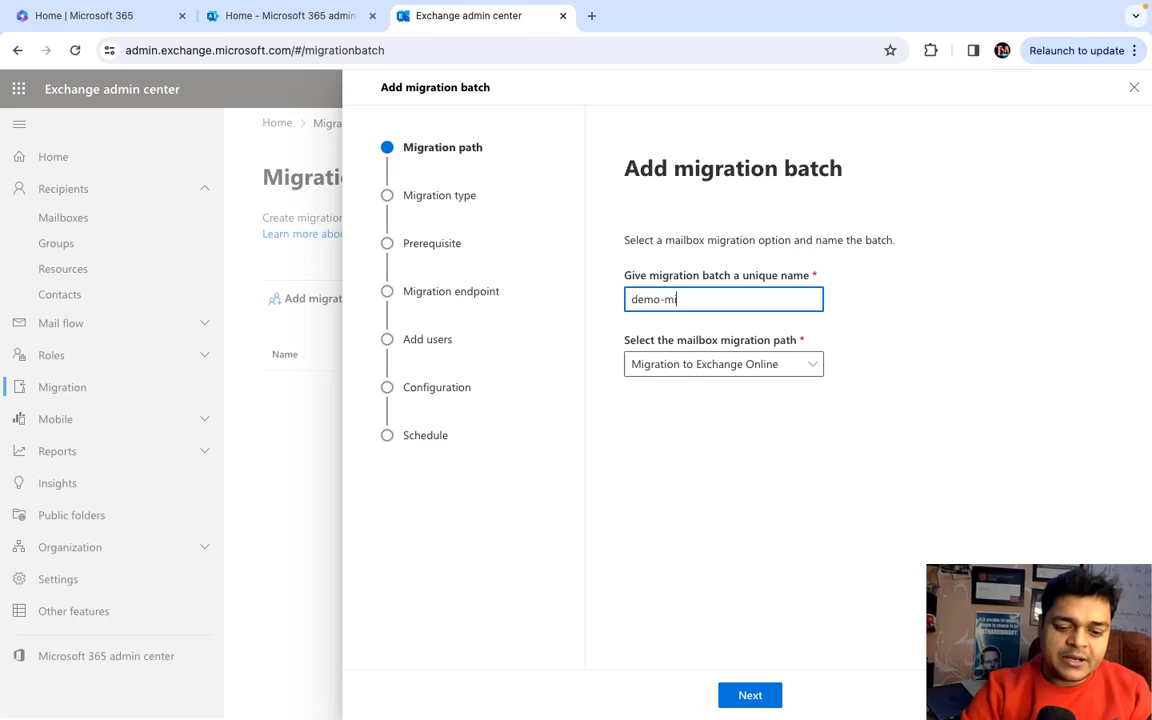 Home | Microsoft 365
Home - Microsoft 365 admin
Exchange admin center
admin.exchange.microsoft.com/#/migrationbatch
Relaunch to update
Exchange admin center
Home
Recipients
Mailboxes
Groups
Resources
Contacts
Mail flow
Roles
Migration
Mobile
Reports
Insights
Public folders
Organization
Settings
Other features
Microsoft 365 admin center
Home > Migra
Migrati
Create migration
Learn more abou
Add migrat
Name
Add migration batch
Migration path
Migration type
Prerequisite
Migration endpoint
Add users
Configuration
Schedule
Add migration batch
Select a mailbox migration option and name the batch.
Give migration batch a unique name *
demo-mi
Select the mailbox migration path *
Migration to Exchange Online
Next
EXTRAORDINARY